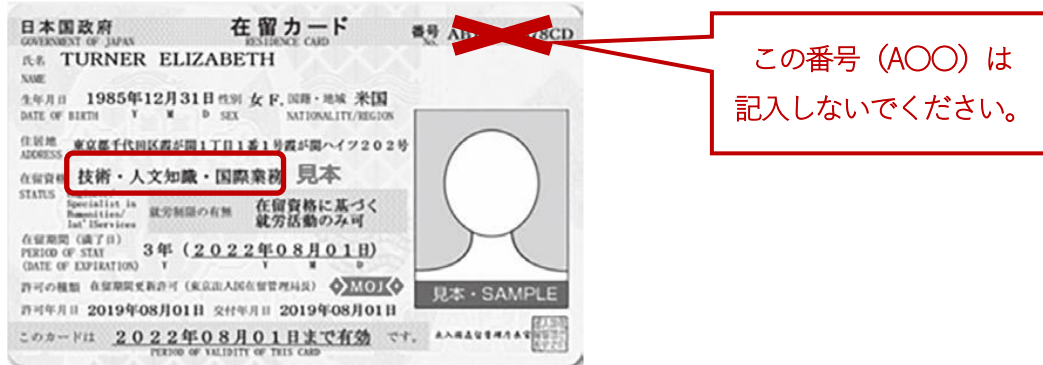 日本国政府 在留カード 番号
GOVERNMENT OF JAPAN RESIDENCE CARD No. 78CD
氏名 TURNER ELIZABETH
NAME
生年月日 1985年12月31日 性別 女 F. 国籍・地域 米国
DATE OF BIRTH Y M D SEX NATIONALITY/REGION
住居地 東京都千代田区霞が関1丁目1番1号霞が関ハイツ202号
ADDRESS
在留資格 技術・人文知識・国際業務 見本
STATUS
Specialist in
Humanities/ 就労制限の有無 在留資格に基づく
Int'lServices 就労活動のみ可
在留期間（満了日）
PERIOD OF STAY 3年（2022年08月01日）
(DATE OF EXPIRATION) Y Y M D
許可の種類 在留期間更新許可（東京出入国在留管理局長） MOJ
見本・SAMPLE
許可年月日 2019年08月01日 交付年月日 2019年08月01日
このカードは 2022年08月01日まで有効 です。
PERIOD OF VALIDITY OF THIS CARD
この番号（A〇〇）は
記入しないでください。